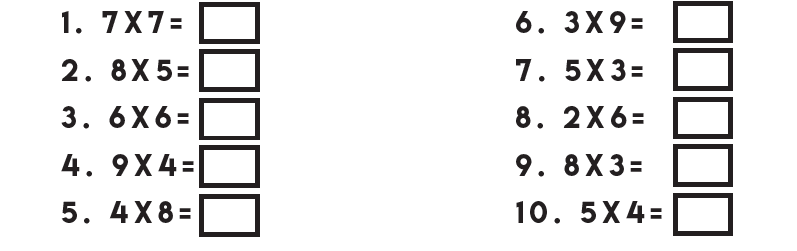 1. 7X7=
2. 8X5=
3. 6X6=
4. 9X4=
5. 4X8=
6. 3X9=
7. 5X3=
8. 2X6=
9. 8X3=
10. 5X4=